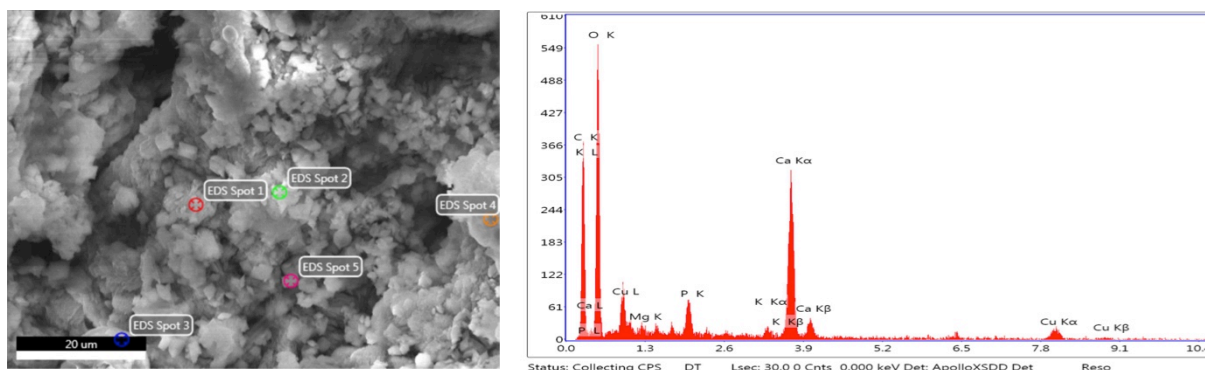 EDS Spot 1
EDS Spot 2
EDS Spot 4
EDS Spot 5
EDS Spot 3
20 um
610
549
488
427
366
305
244
183
122
61
0
O K
C K
K L
Ca Kα
Cu L
P K
Ca L
Mg K
K Kα
Ca Kβ
P L
K Kβ
Cu Kα
Cu Kβ
0.0 1.3 2.6 3.9 5.2 6.5 7.8 9.1 10.4
Status: Collecting CPS DT Lsec: 30.0 0 Cnts 0.000 keV Det: ApolloXSDD Det Reso